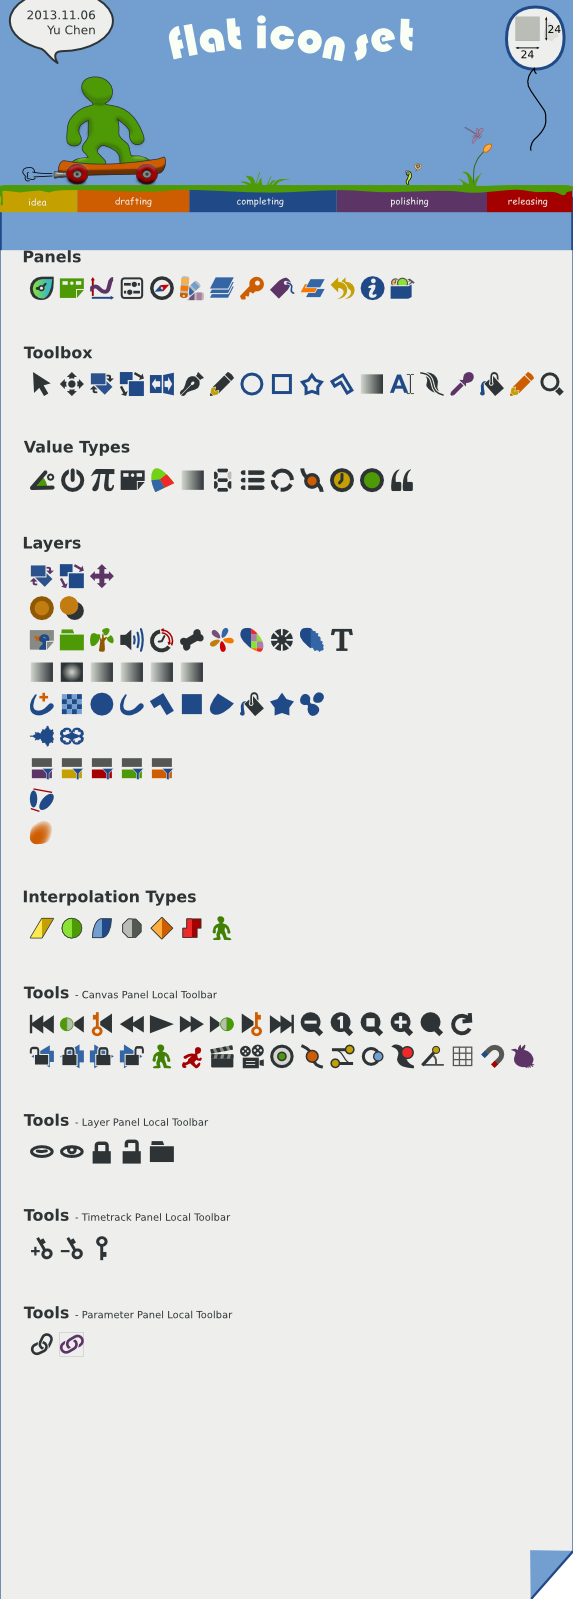 2013.11.06
Yu Chen
flat icon set
24
24
idea drafting completing polishing releasing
Panels
Toolbox
A
Value Types
π
Layers
T
Interpolation Types
Tools - Canvas Panel Local Toolbar
1
Tools - Layer Panel Local Toolbar
Tools - Timetrack Panel Local Toolbar
Tools - Parameter Panel Local Toolbar